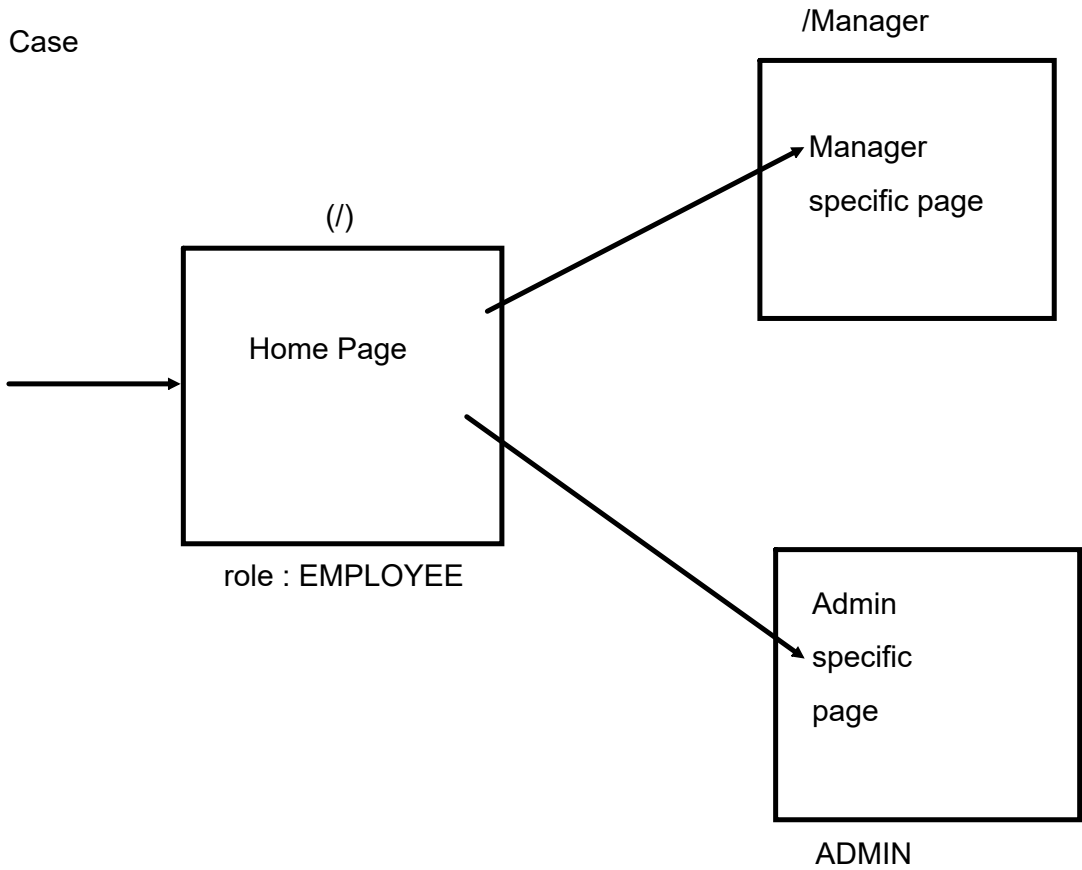 Case
/Manager
Manager
specific page
(/)
Home Page
role : EMPLOYEE
Admin
specific
page
ADMIN